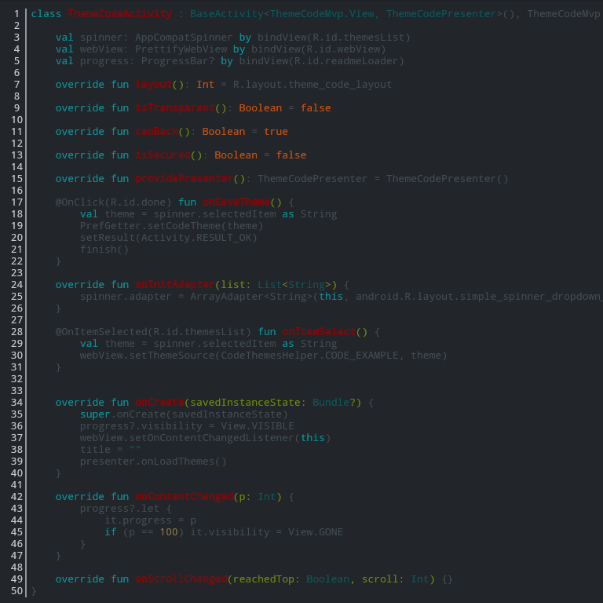 1 class ThemeCodeActivity : BaseActivity<ThemeCodeMvp.View, ThemeCodePresenter>(), ThemeCodeMvp
2
3 val spinner: AppCompatSpinner by bindView(R.id.themesList)
4 val webView: PrettifyWebView by bindView(R.id.webView)
5 val progress: ProgressBar? by bindView(R.id.readmeLoader)
6
7 override fun layout(): Int = R.layout.theme_code_layout
8
9 override fun isTransparent(): Boolean = false
10
11 override fun canBack(): Boolean = true
12
13 override fun isSecured(): Boolean = false
14
15 override fun providePresenter(): ThemeCodePresenter = ThemeCodePresenter()
16
17 @OnClick(R.id.done) fun onSaveTheme() {
18 val theme = spinner.selectedItem as String
19 PrefGetter.setCodeTheme(theme)
20 setResult(Activity.RESULT_OK)
21 finish()
22 }
23
24 override fun onInitAdapter(list: List<String>) {
25 spinner.adapter = ArrayAdapter<String>(this, android.R.layout.simple_spinner_dropdown_
26 }
27
28 @OnItemSelected(R.id.themesList) fun onItemSelect() {
29 val theme = spinner.selectedItem as String
30 webView.setThemeSource(CodeThemesHelper.CODE_EXAMPLE, theme)
31 }
32
33
34 override fun onCreate(savedInstanceState: Bundle?) {
35 super.onCreate(savedInstanceState)
36 progress?.visibility = View.VISIBLE
37 webView.setOnContentChangedListener(this)
38 title = ""
39 presenter.onLoadThemes()
40 }
41
42 override fun onContentChanged(p: Int) {
43 progress?.let {
44 it.progress = p
45 if (p == 100) it.visibility = View.GONE
46 }
47 }
48
49 override fun onScrollChanged(reachedTop: Boolean, scroll: Int) {}
50 }